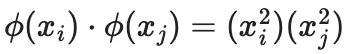 ϕ(x_i) · ϕ(x_j) = (x_i^2)(x_j^2)